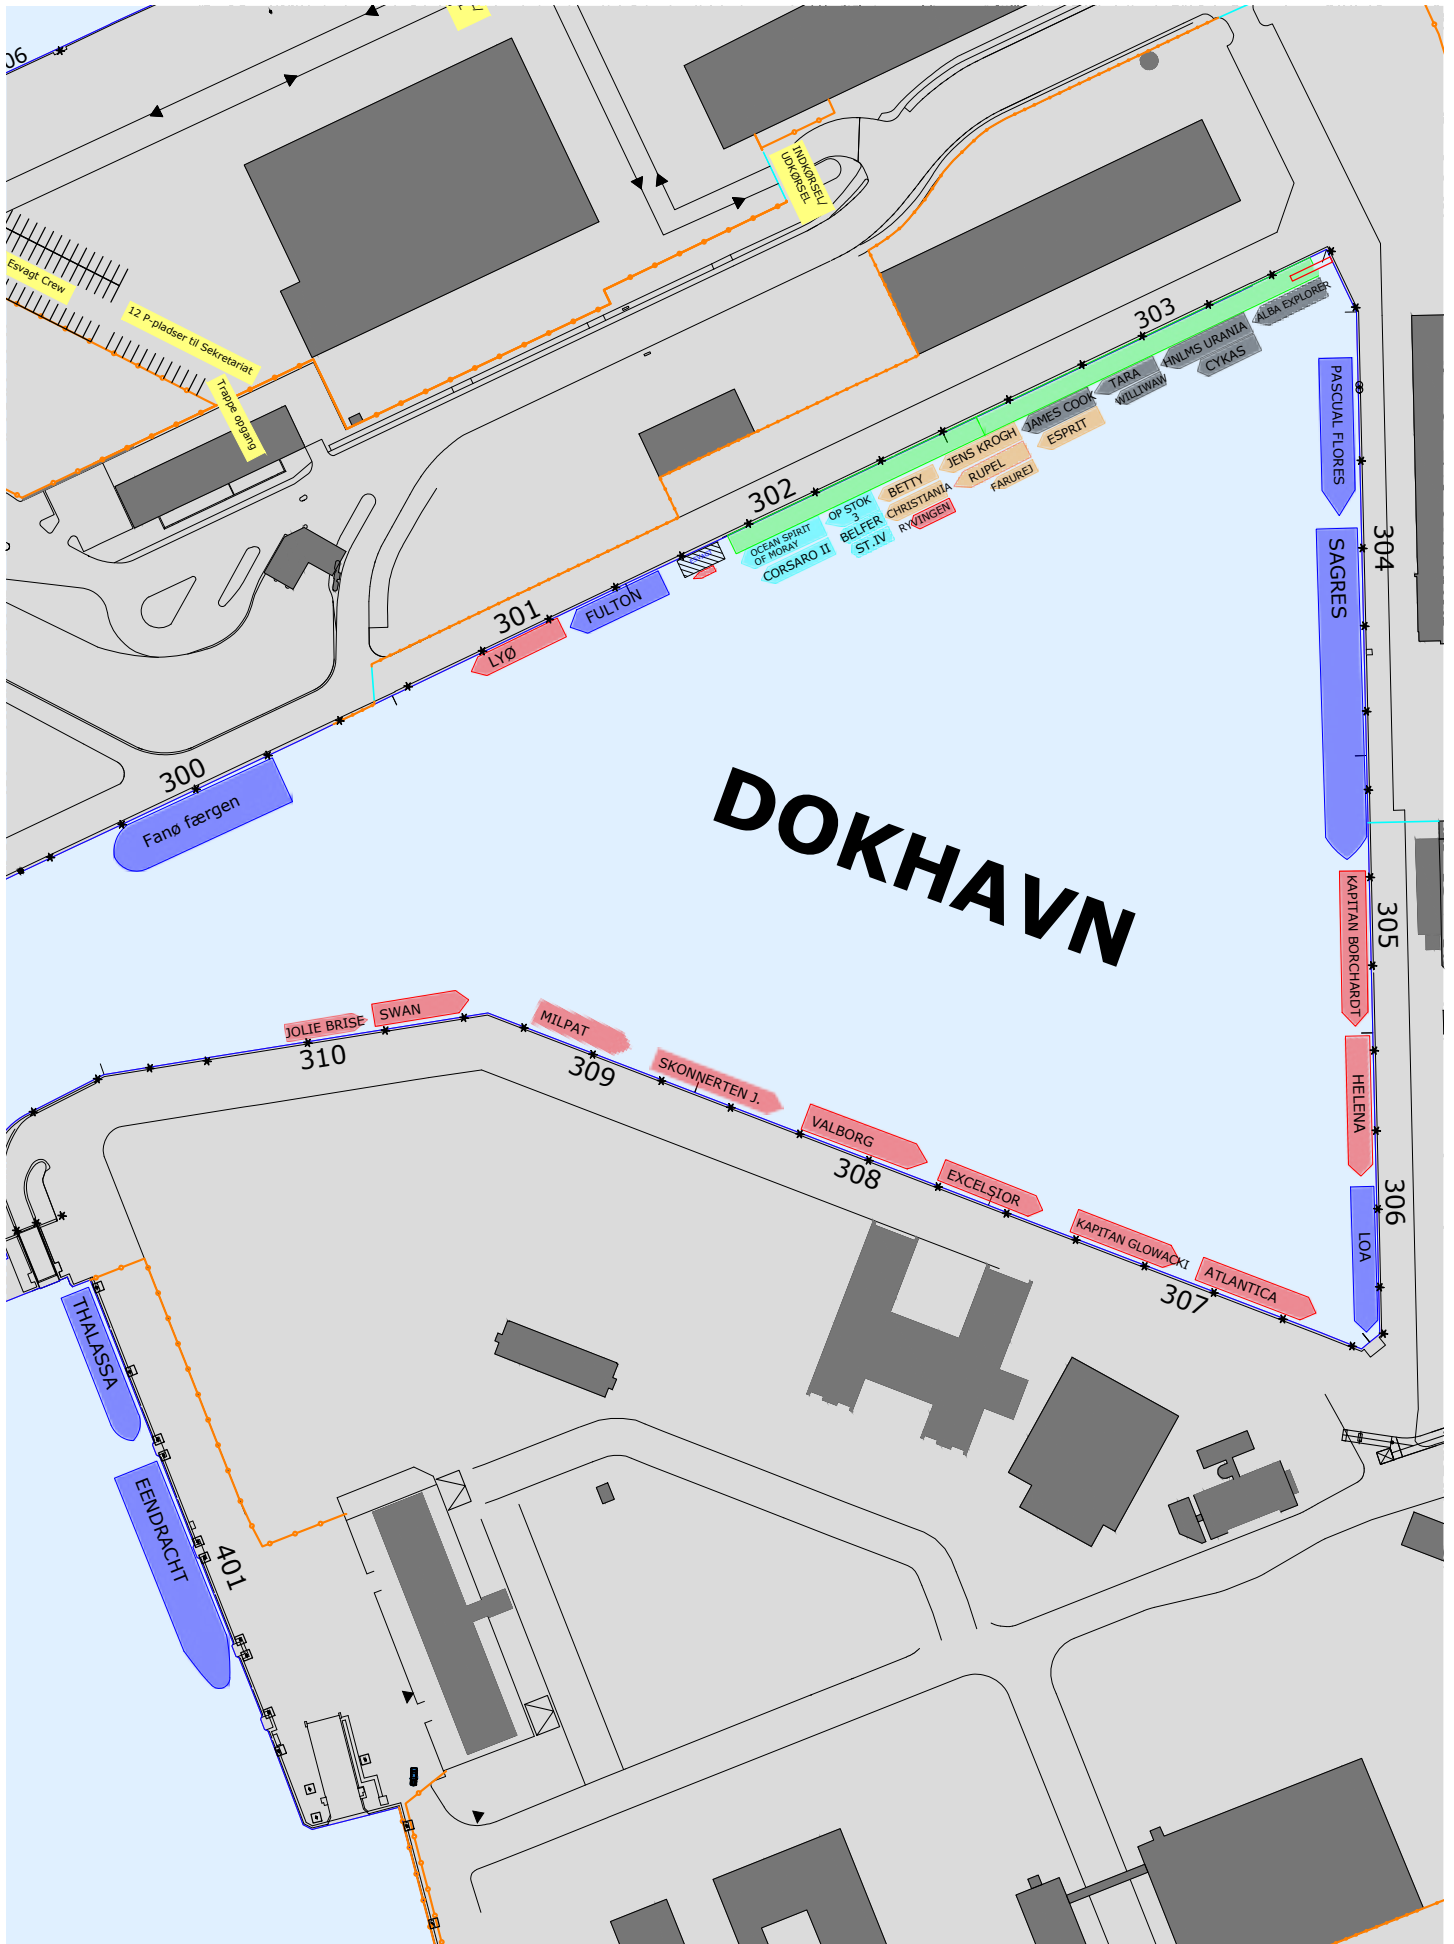 06
INDKØRSEL/
UDKØRSEL
Esvagt Crew
12 P-pladser til Sekretariat
Trappe opgang
303
ALBA EXPLORER
HNLMS URANIA
CYKAS
TARA
WILLIWAW
JAMES COOK
ESPRIT
JENS KROGH
RUPEL
FARUREJ
302
BETTY
CHRISTIANIA
RYVINGEN
OP STOK
3
BELFER
ST.IV
OCEAN SPIRIT
OF MORAY
CORSARO II
PASCUAL FLORES
304
SAGRES
301
FULTON
LYØ
300
Fanø færgen
DOKHAVN
KAPITAN BORCHARDT
305
HELENA
306
LOA
JOLIE BRISE
SWAN
310
MILPAT
309
SKONNERTEN J.
VALBORG
308
EXCELSIOR
KAPITAN GLOWACKI
307
ATLANTICA
THALASSA
EENDRACHT
401